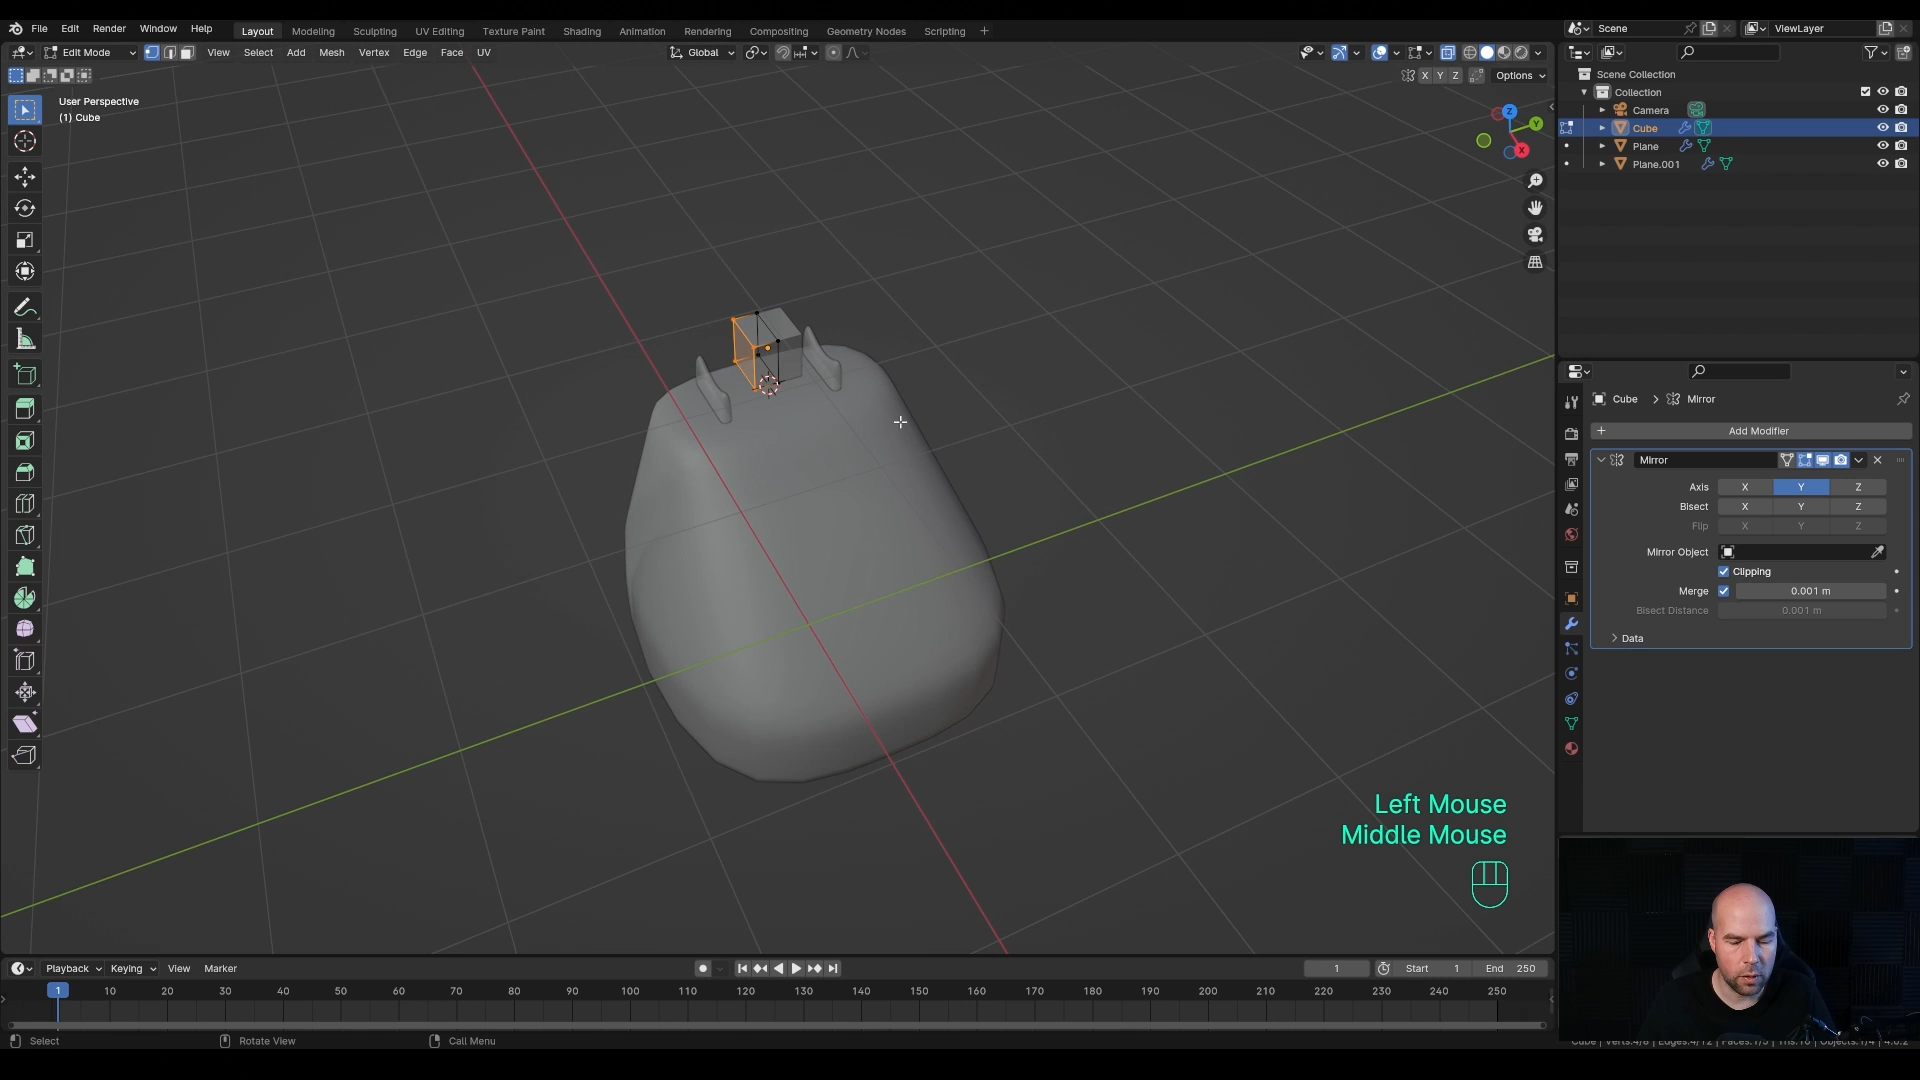 File Edit Render Window Help Layout Modeling Sculpting UV Editing Texture Paint Shading Animation Rendering Compositing Geometry Nodes Scripting + Scene ViewLayer
Edit Mode View Select Add Mesh Vertex Edge Face UV Global
X Y Z Options
User Perspective
(1) Cube
Z
Y
X
Scene Collection
Collection
Camera
Cube
Plane
Plane.001
Cube > Mirror
+ Add Modifier
Mirror
Axis X Y Z
Bisect X Y Z
Flip X Y Z
Mirror Object
Clipping
Merge 0.001 m
Bisect Distance 0.001 m
Data
Left Mouse
Middle Mouse
Playback Keying View Marker 1 Start 1 End 250
1 10 20 30 40 50 60 70 80 90 100 110 120 130 140 150 160 170 180 190 200 210 220 230 240 250
Select Rotate View Call Menu